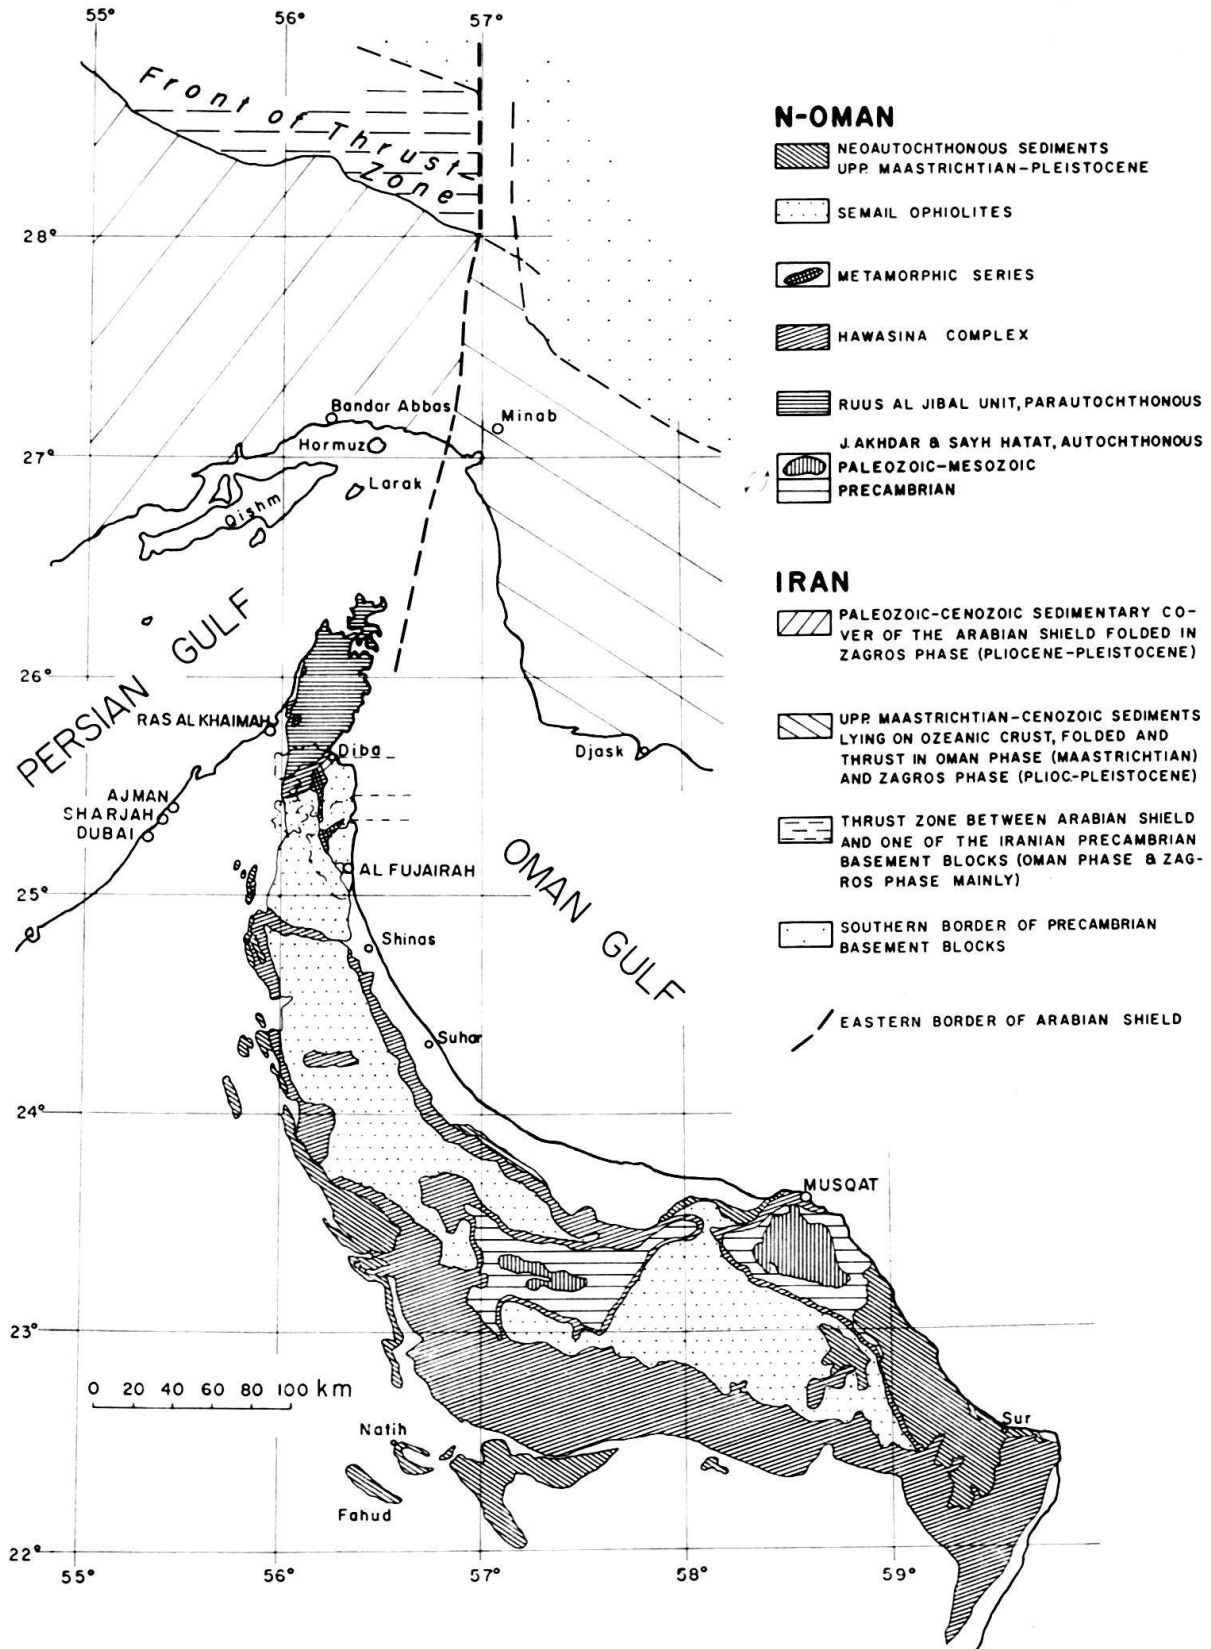 55°
56°
57°
Front of Thrust
Zone
28°
Bandar Abbas
Minab
Hormuz
27°
Larak
Qishm
PERSIAN GULF
26°
RAS AL KHAIMAH
Diba
Djask
AJMAN
SHARJAH
DUBAI
OMAN GULF
AL FUJAIRAH
25°
Shinas
Suhar
24°
MUSQAT
23°
0 20 40 60 80 100 km
Natih
Sur
Fahud
22°
55°
56°
57°
58°
59°
N-OMAN
NEOAUTOCHTHONOUS SEDIMENTS
UPP. MAASTRICHTIAN-PLEISTOCENE
SEMAIL OPHIOLITES
METAMORPHIC SERIES
HAWASINA COMPLEX
RUUS AL JIBAL UNIT, PARAUTOCHTHONOUS
J. AKHDAR & SAYH HATAT, AUTOCHTHONOUS
PALEOZOIC-MESOZOIC
PRECAMBRIAN
IRAN
PALEOZOIC-CENOZOIC SEDIMENTARY CO-
VER OF THE ARABIAN SHIELD FOLDED IN
ZAGROS PHASE (PLIOCENE-PLEISTOCENE)
UPP. MAASTRICHTIAN-CENOZOIC SEDIMENTS
LYING ON OZEANIC CRUST, FOLDED AND
THRUST IN OMAN PHASE (MAASTRICHTIAN)
AND ZAGROS PHASE (PLIOC.-PLEISTOCENE)
THRUST ZONE BETWEEN ARABIAN SHIELD
AND ONE OF THE IRANIAN PRECAMBRIAN
BASEMENT BLOCKS (OMAN PHASE & ZAG-
ROS PHASE MAINLY)
SOUTHERN BORDER OF PRECAMBRIAN
BASEMENT BLOCKS
EASTERN BORDER OF ARABIAN SHIELD